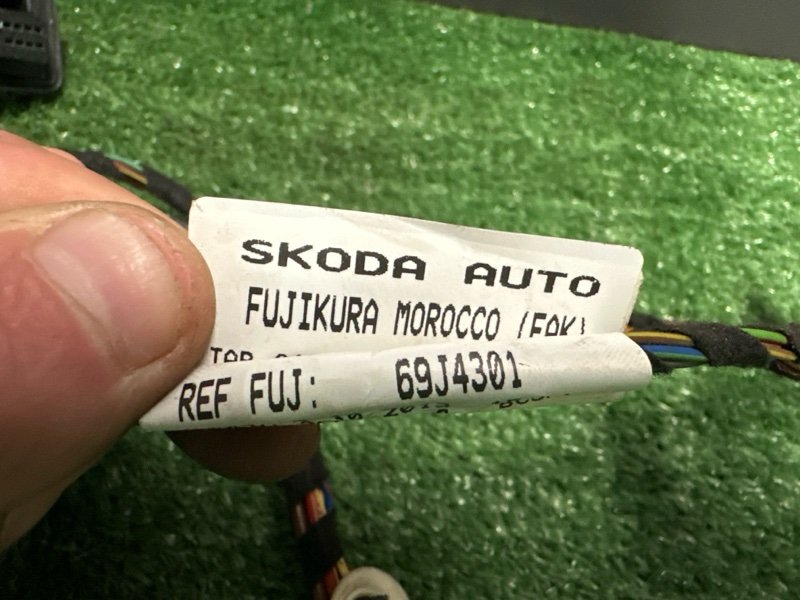 SKODA AUTO
FUJIKURA MOROCCO (FAK)
REF FUJ: 69J4301